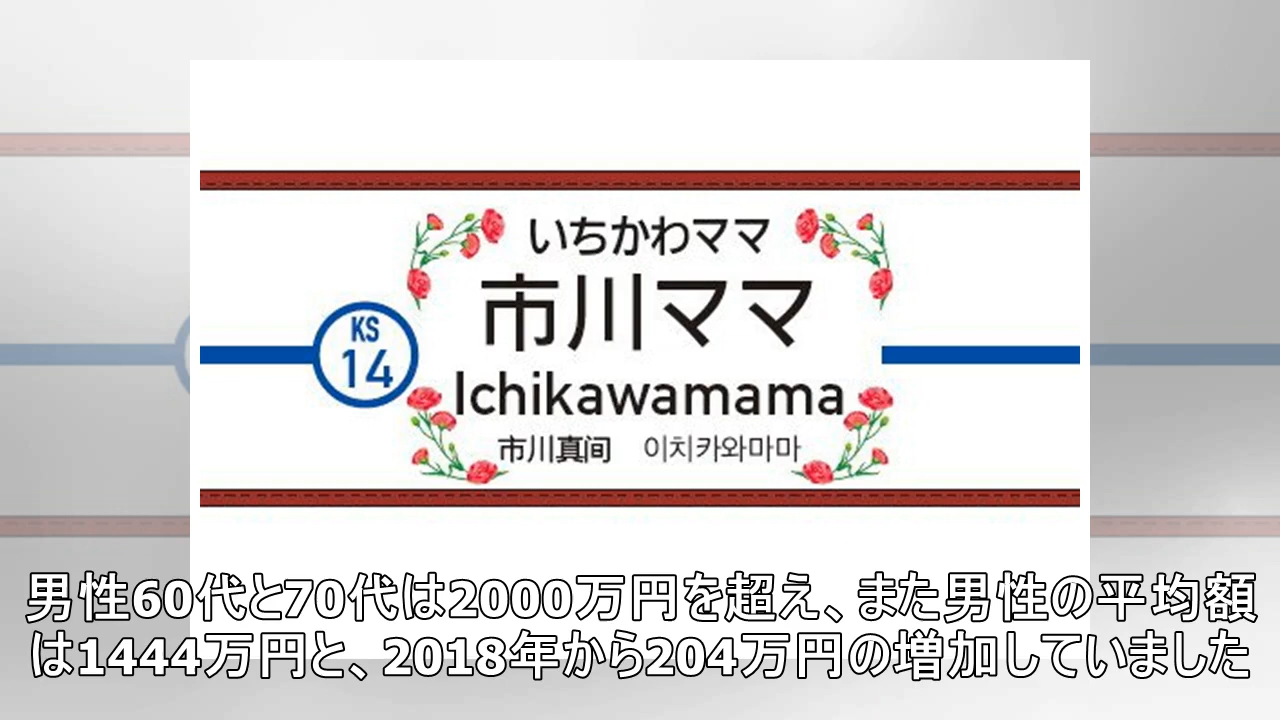 いちかわママ
KS
14
市川ママ
Ichikawamama
市川真间 이치카와마마
男性60代と70代は2000万円を超え、また男性の平均額
は1444万円と、2018年から204万円の増加していました